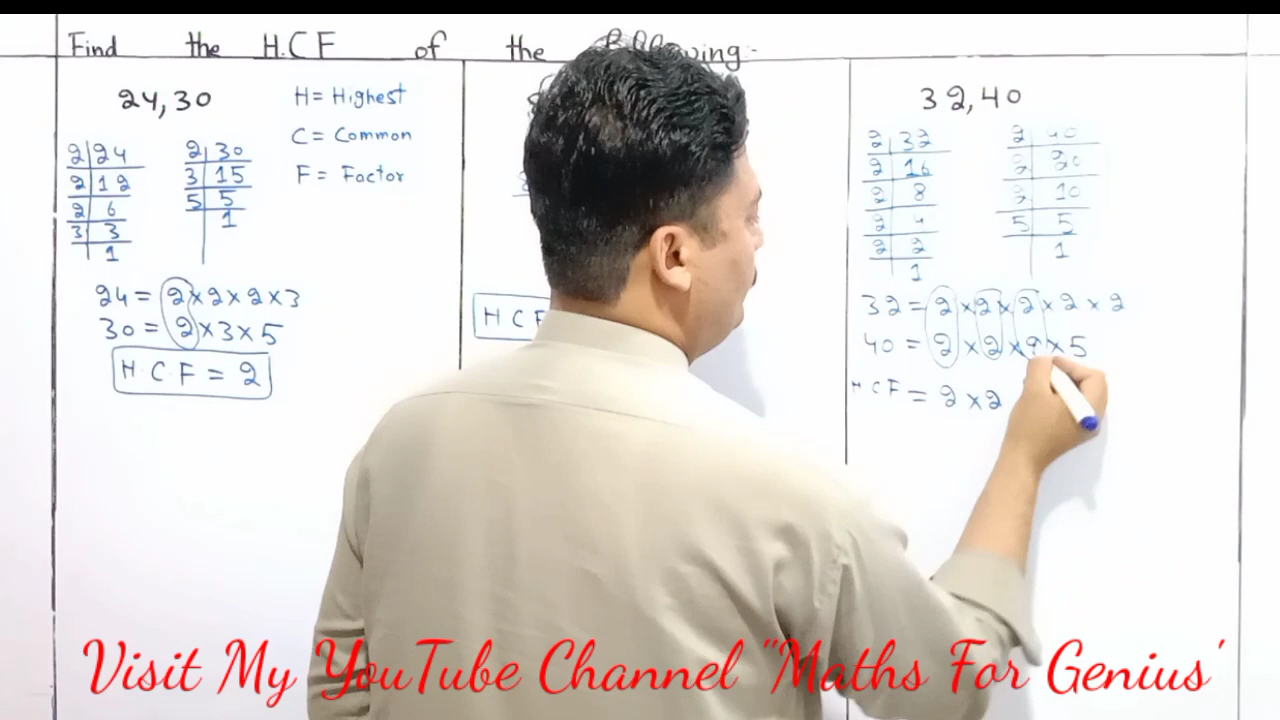 Find the H.C.F of the Following:-
24,30
H = Highest
C = Common
F = Factor
2 24
2 12
2 6
3 3
1
2 30
3 15
5 5
1
24 = 2×2×2×3
30 = 2×3×5
H.C.F = 2
HCF
32,40
2 32
2 16
2 8
2 4
2 2
1
2 40
2 20
2 10
5 5
1
32 = 2×2×2×2×2
40 = 2×2×2×5
HCF = 2×2
Visit My YouTube Channel "Maths For Genius'